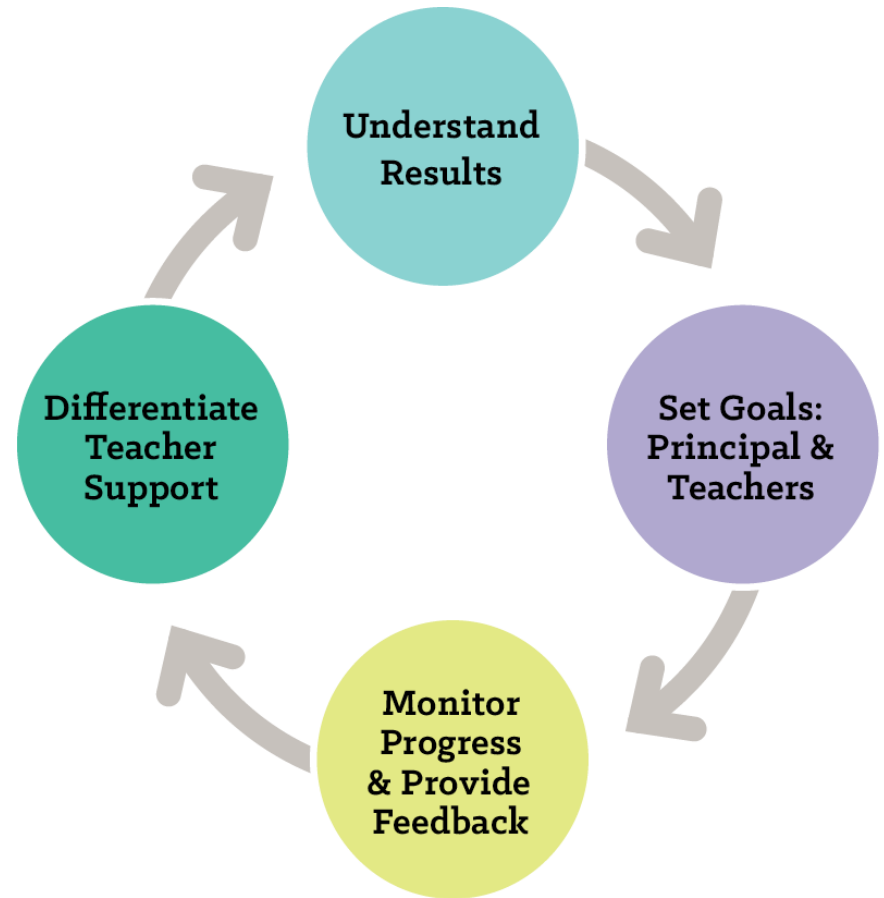 Understand
Results
Set Goals:
Principal &
Teachers
Monitor
Progress
& Provide
Feedback
Differentiate
Teacher
Support